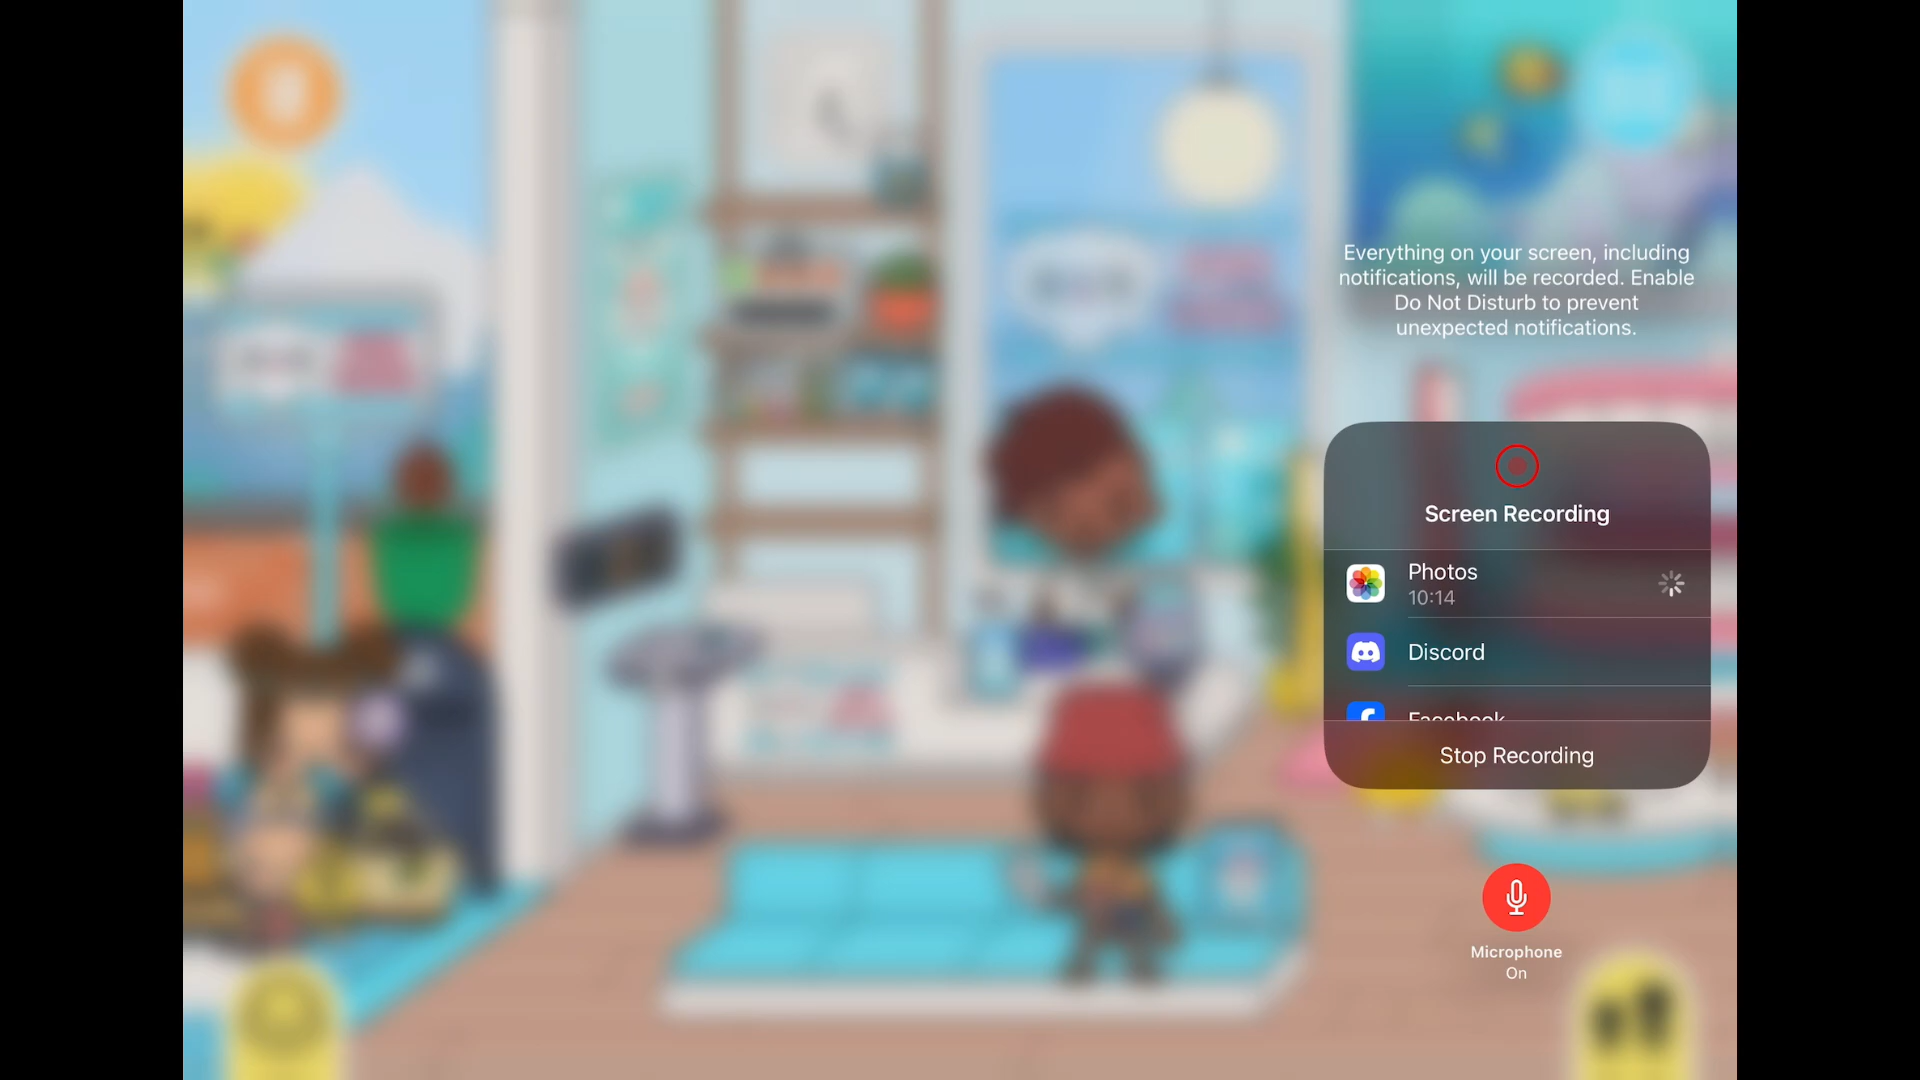 Everything on your screen, including
notifications, will be recorded. Enable
Do Not Disturb to prevent
unexpected notifications.
Screen Recording
Photos
10:14
Discord
Facebook
Stop Recording
Microphone
On